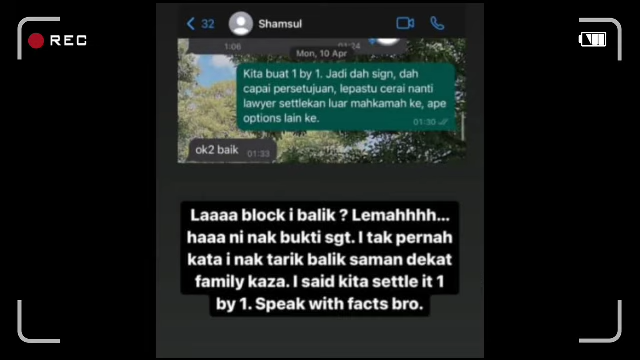 REC
32
Shamsul
1:06
01:24
Mon, 10 Apr
Kita buat 1 by 1. Jadi dah sign, dah
capai persetujuan, lepastu cerai nanti
lawyer settlekan luar mahkamah ke, ape
options lain ke.
01:30
ok2 baik
01:33
Laaaa block i balik ? Lemahhhh...
haaa ni nak bukti sgt. I tak pernah
kata i nak tarik balik saman dekat
family kaza. I said kita settle it 1
by 1. Speak with facts bro.